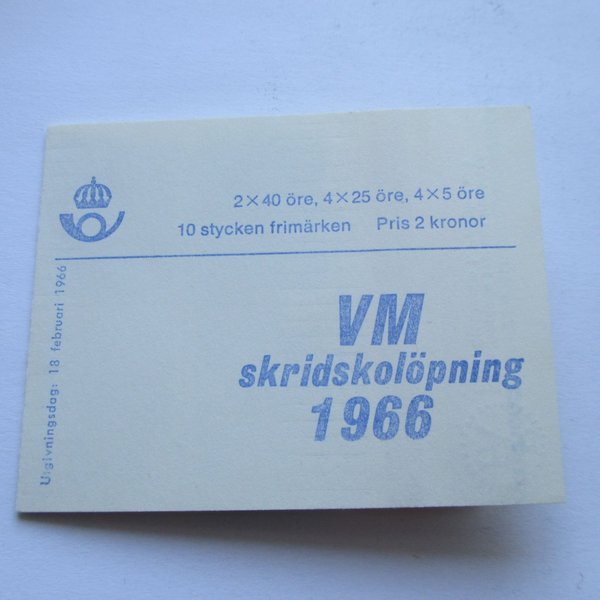 2×40 öre, 4×25 öre, 4×5 öre
10 stycken frimärken Pris 2 kronor
VM
skridskolöpning
1966
Utgivningsdag: 18 februari 1966